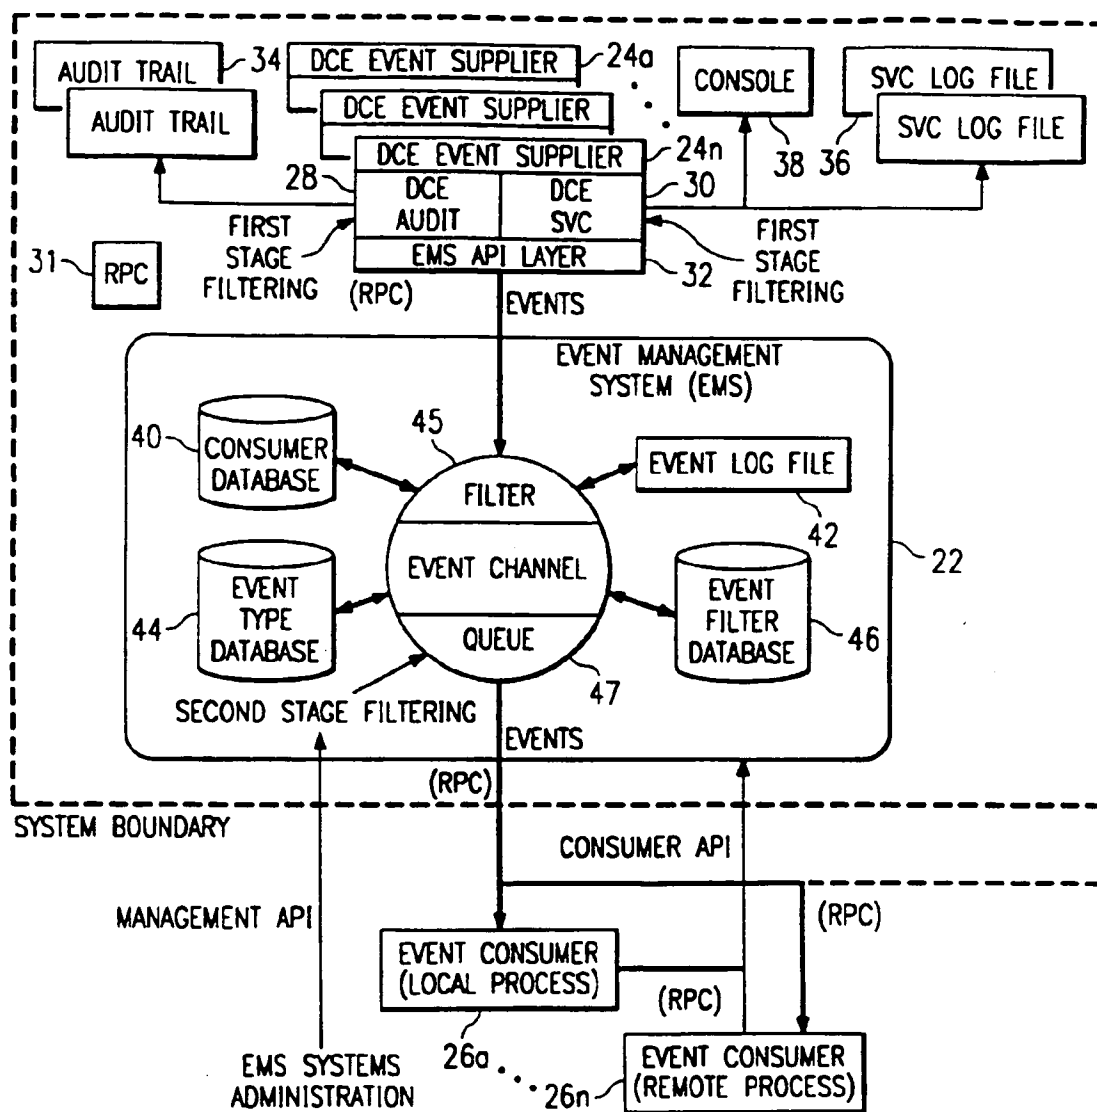 AUDIT TRAIL
34
AUDIT TRAIL
DCE EVENT SUPPLIER
24a
DCE EVENT SUPPLIER
DCE EVENT SUPPLIER
24n
CONSOLE
38
SVC LOG FILE
36
SVC LOG FILE
28
DCE
AUDIT
DCE
SVC
30
EMS API LAYER
32
FIRST
STAGE
FILTERING
FIRST
STAGE
FILTERING
31
RPC
(RPC)
EVENTS
EVENT MANAGEMENT
SYSTEM (EMS)
40
CONSUMER
DATABASE
45
FILTER
EVENT CHANNEL
QUEUE
47
EVENT LOG FILE
42
22
44
EVENT
TYPE
DATABASE
EVENT
FILTER
DATABASE
46
SECOND STAGE FILTERING
EVENTS
(RPC)
SYSTEM BOUNDARY
CONSUMER API
MANAGEMENT API
(RPC)
EVENT CONSUMER
(LOCAL PROCESS)
26a
(RPC)
EMS SYSTEMS
ADMINISTRATION
26n
EVENT CONSUMER
(REMOTE PROCESS)